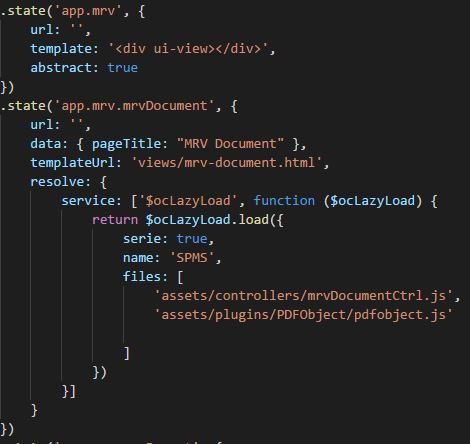 .state('app.mrv', {
    url: '',
    template: '<div ui-view></div>',
    abstract: true
})
.state('app.mrv.mrvDocument', {
    url: '',
    data: { pageTitle: "MRV Document" },
    templateUrl: 'views/mrv-document.html',
    resolve: {
        service: ['$ocLazyLoad', function ($ocLazyLoad) {
            return $ocLazyLoad.load({
                serie: true,
                name: 'SPMS',
                files: [
                    'assets/controllers/mrvDocumentCtrl.js',
                    'assets/plugins/PDFObject/pdfobject.js'
                ]
            })
        }]
    }
})